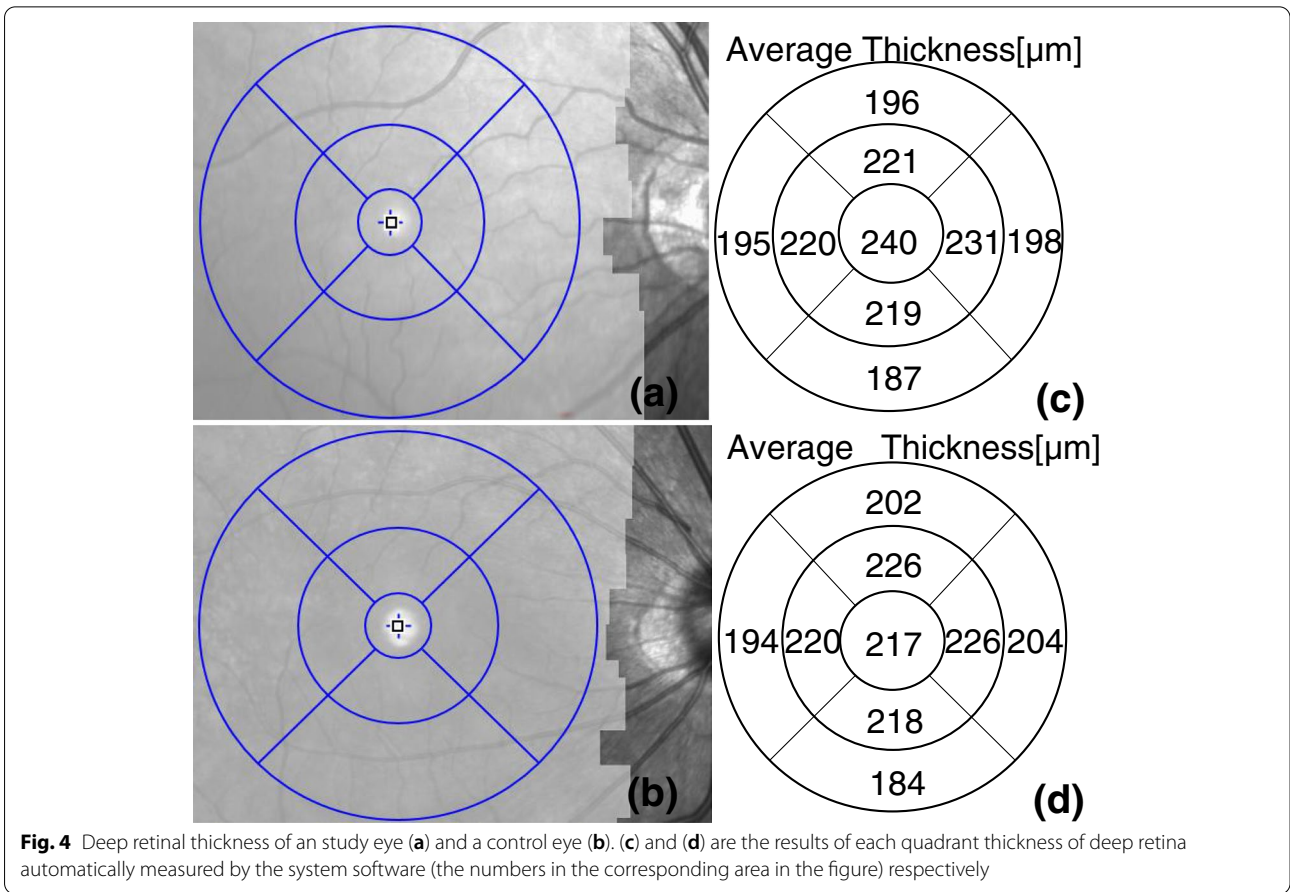 (a)
Average Thickness[µm]
196
221
195 220 240 231 198
219
187
(c)
(b)
Average Thickness[µm]
202
226
194 220 217 226 204
218
184
(d)
Fig. 4 Deep retinal thickness of an study eye (a) and a control eye (b). (c) and (d) are the results of each quadrant thickness of deep retina
automatically measured by the system software (the numbers in the corresponding area in the figure) respectively